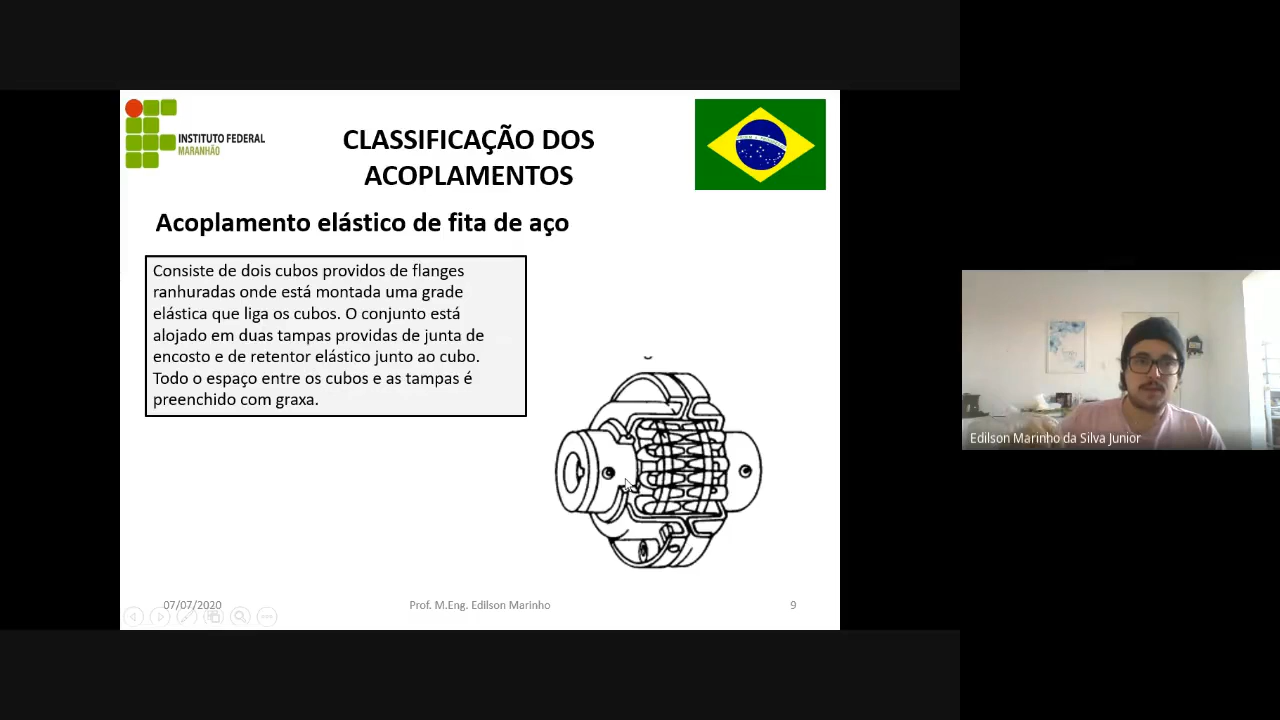 INSTITUTO FEDERAL
MARANHÃO
CLASSIFICAÇÃO DOS
ACOPLAMENTOS
Acoplamento elástico de fita de aço
Consiste de dois cubos providos de flanges
ranhuradas onde está montada uma grade
elástica que liga os cubos. O conjunto está
alojado em duas tampas providas de junta de
encosto e de retentor elástico junto ao cubo.
Todo o espaço entre os cubos e as tampas é
preenchido com graxa.
07/07/2020
Prof. M.Eng. Edilson Marinho
9
Edilson Marinho da Silva Junior